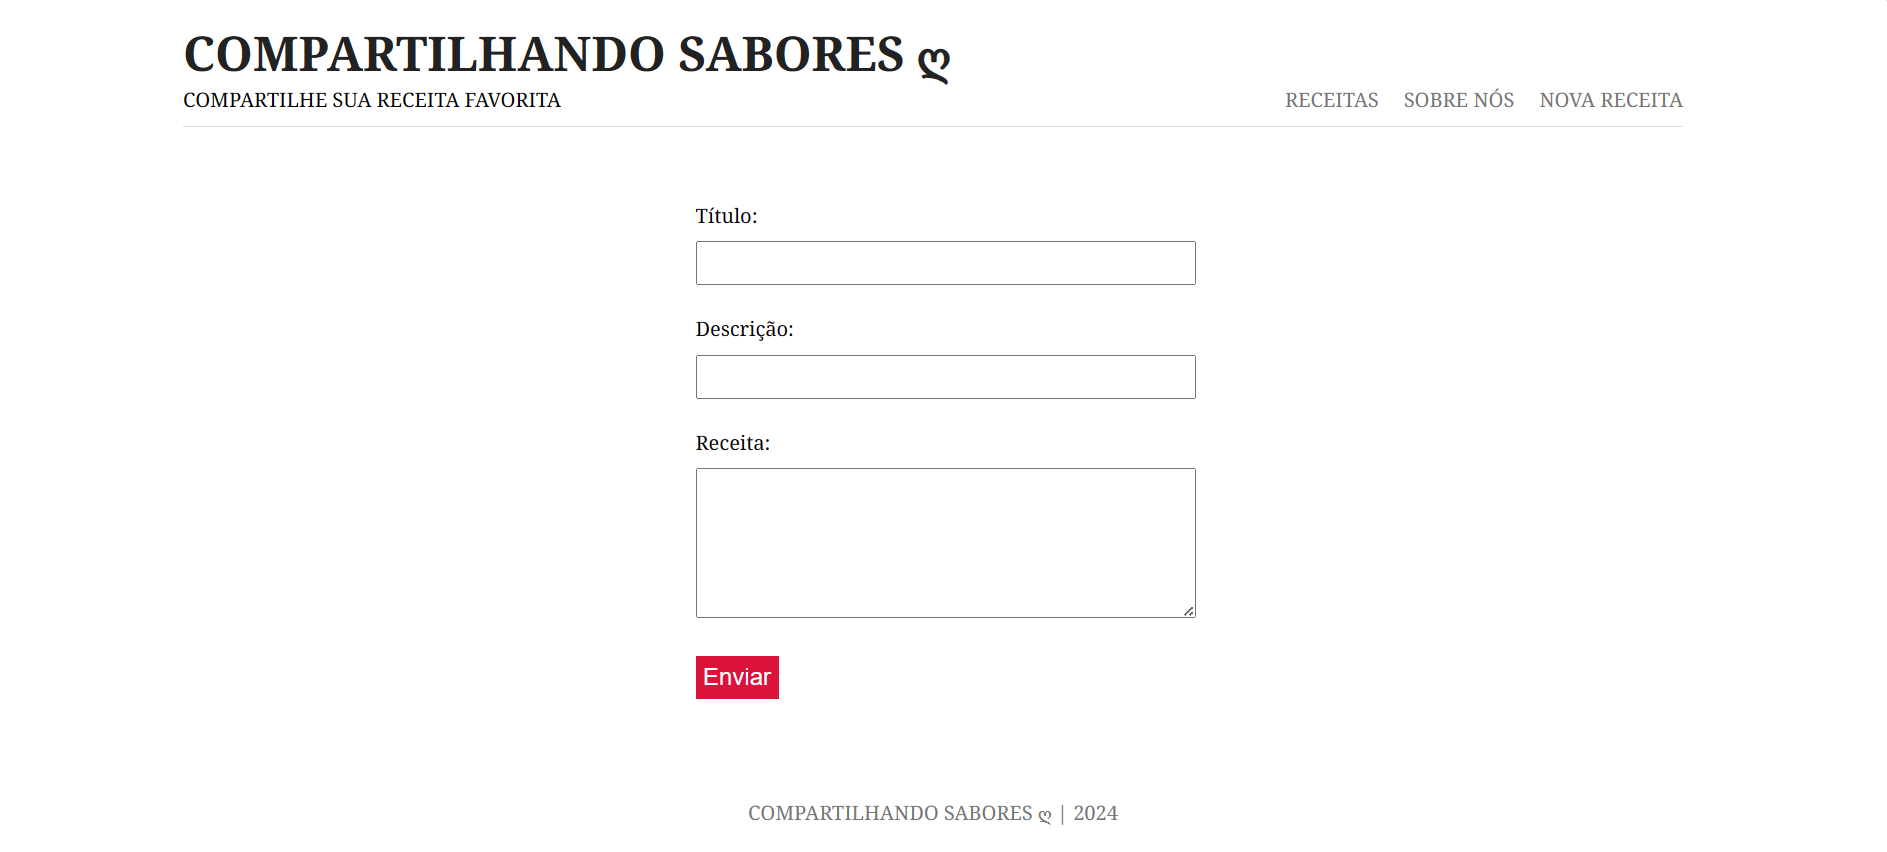 COMPARTILHANDO SABORES ღ
COMPARTILHE SUA RECEITA FAVORITA
RECEITAS SOBRE NÓS NOVA RECEITA
Título:
Descrição:
Receita:
Enviar
COMPARTILHANDO SABORES ღ | 2024